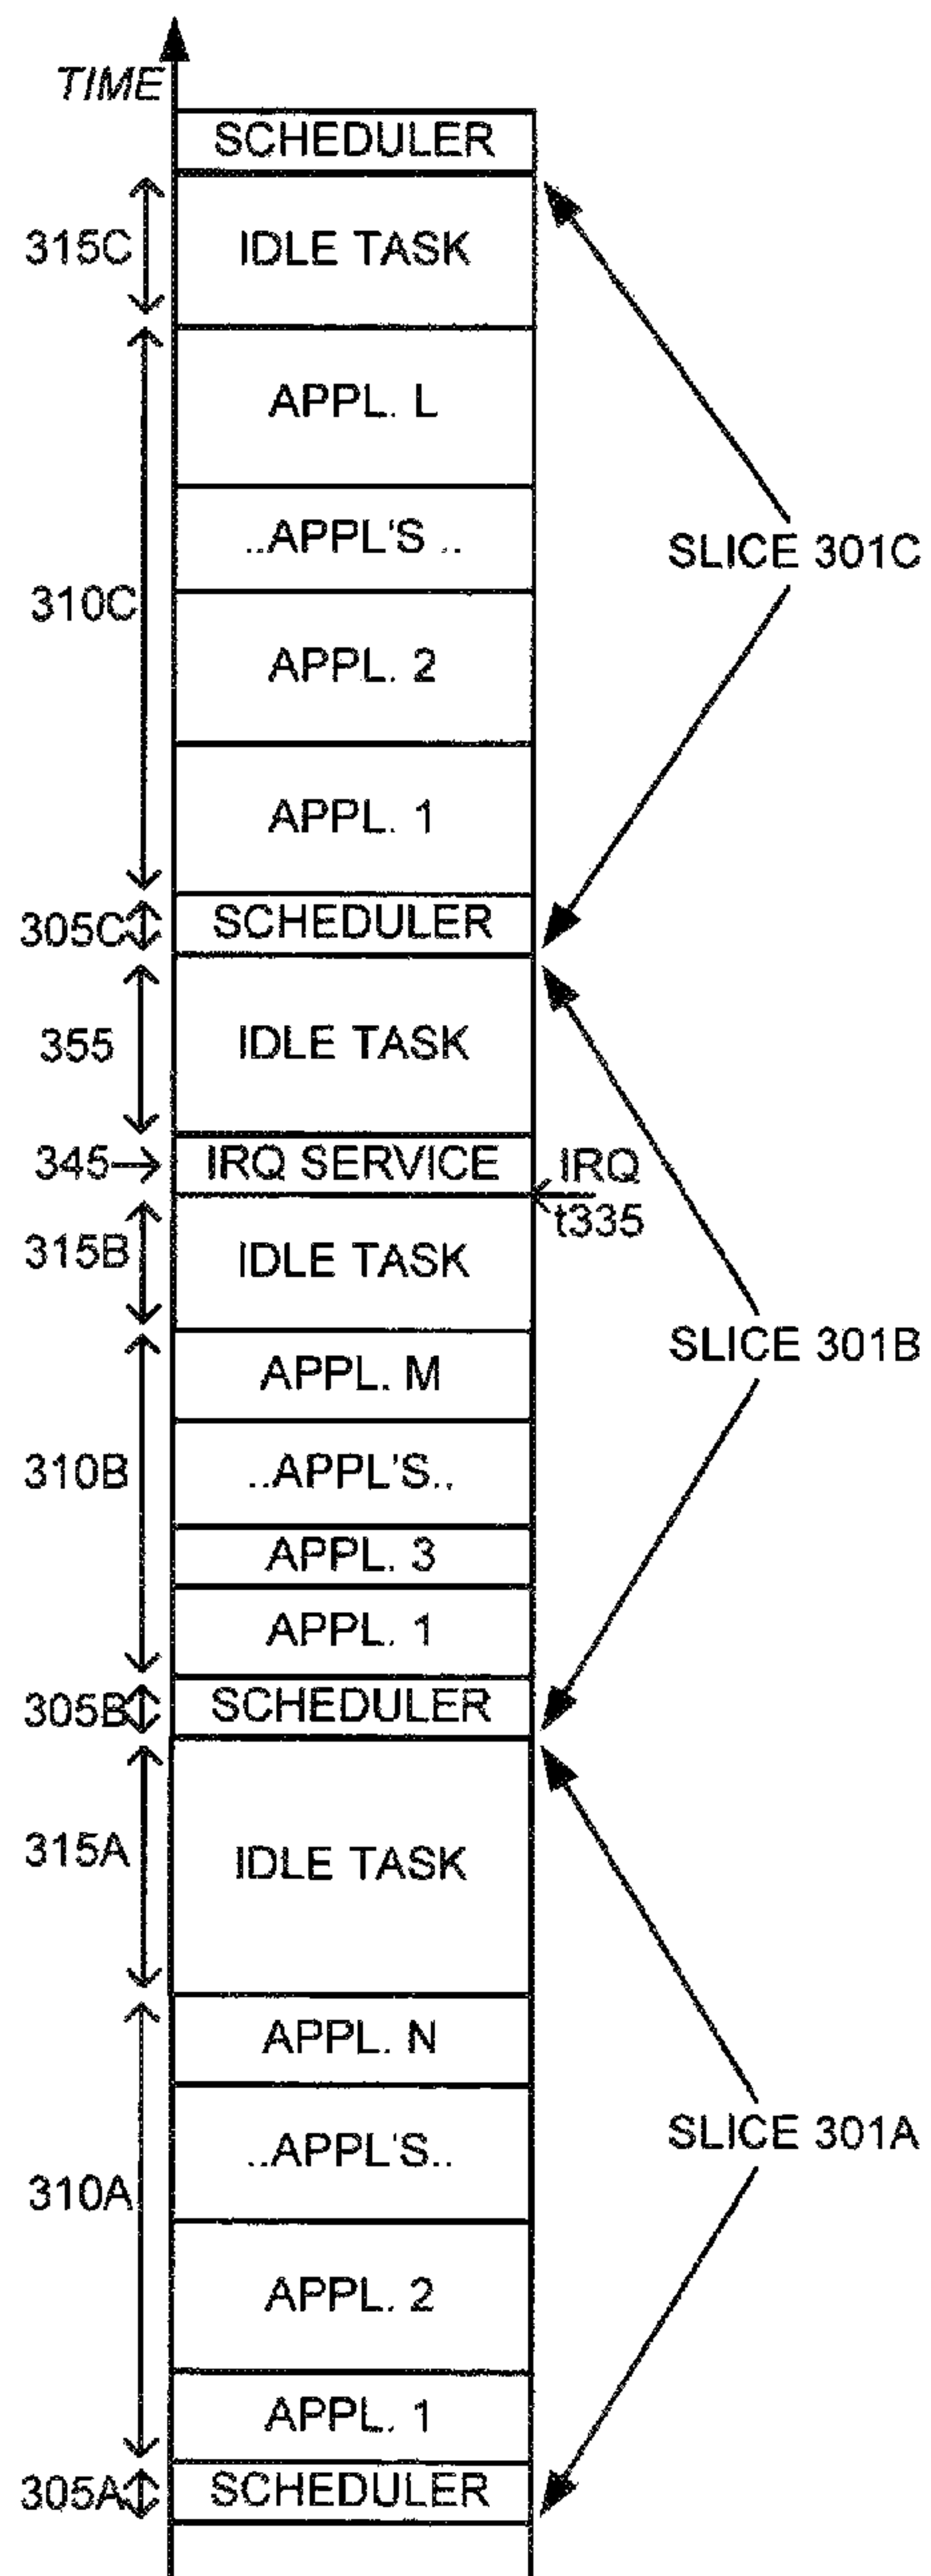 TIME
SCHEDULER
315C
IDLE TASK
APPL. L
..APPL'S ..
SLICE 301C
310C
APPL. 2
APPL. 1
305C
SCHEDULER
355
IDLE TASK
345
IRQ SERVICE
IRQ
t335
315B
IDLE TASK
SLICE 301B
APPL. M
310B
..APPL'S..
APPL. 3
APPL. 1
305B
SCHEDULER
315A
IDLE TASK
APPL. N
SLICE 301A
..APPL'S..
310A
APPL. 2
APPL. 1
305A
SCHEDULER